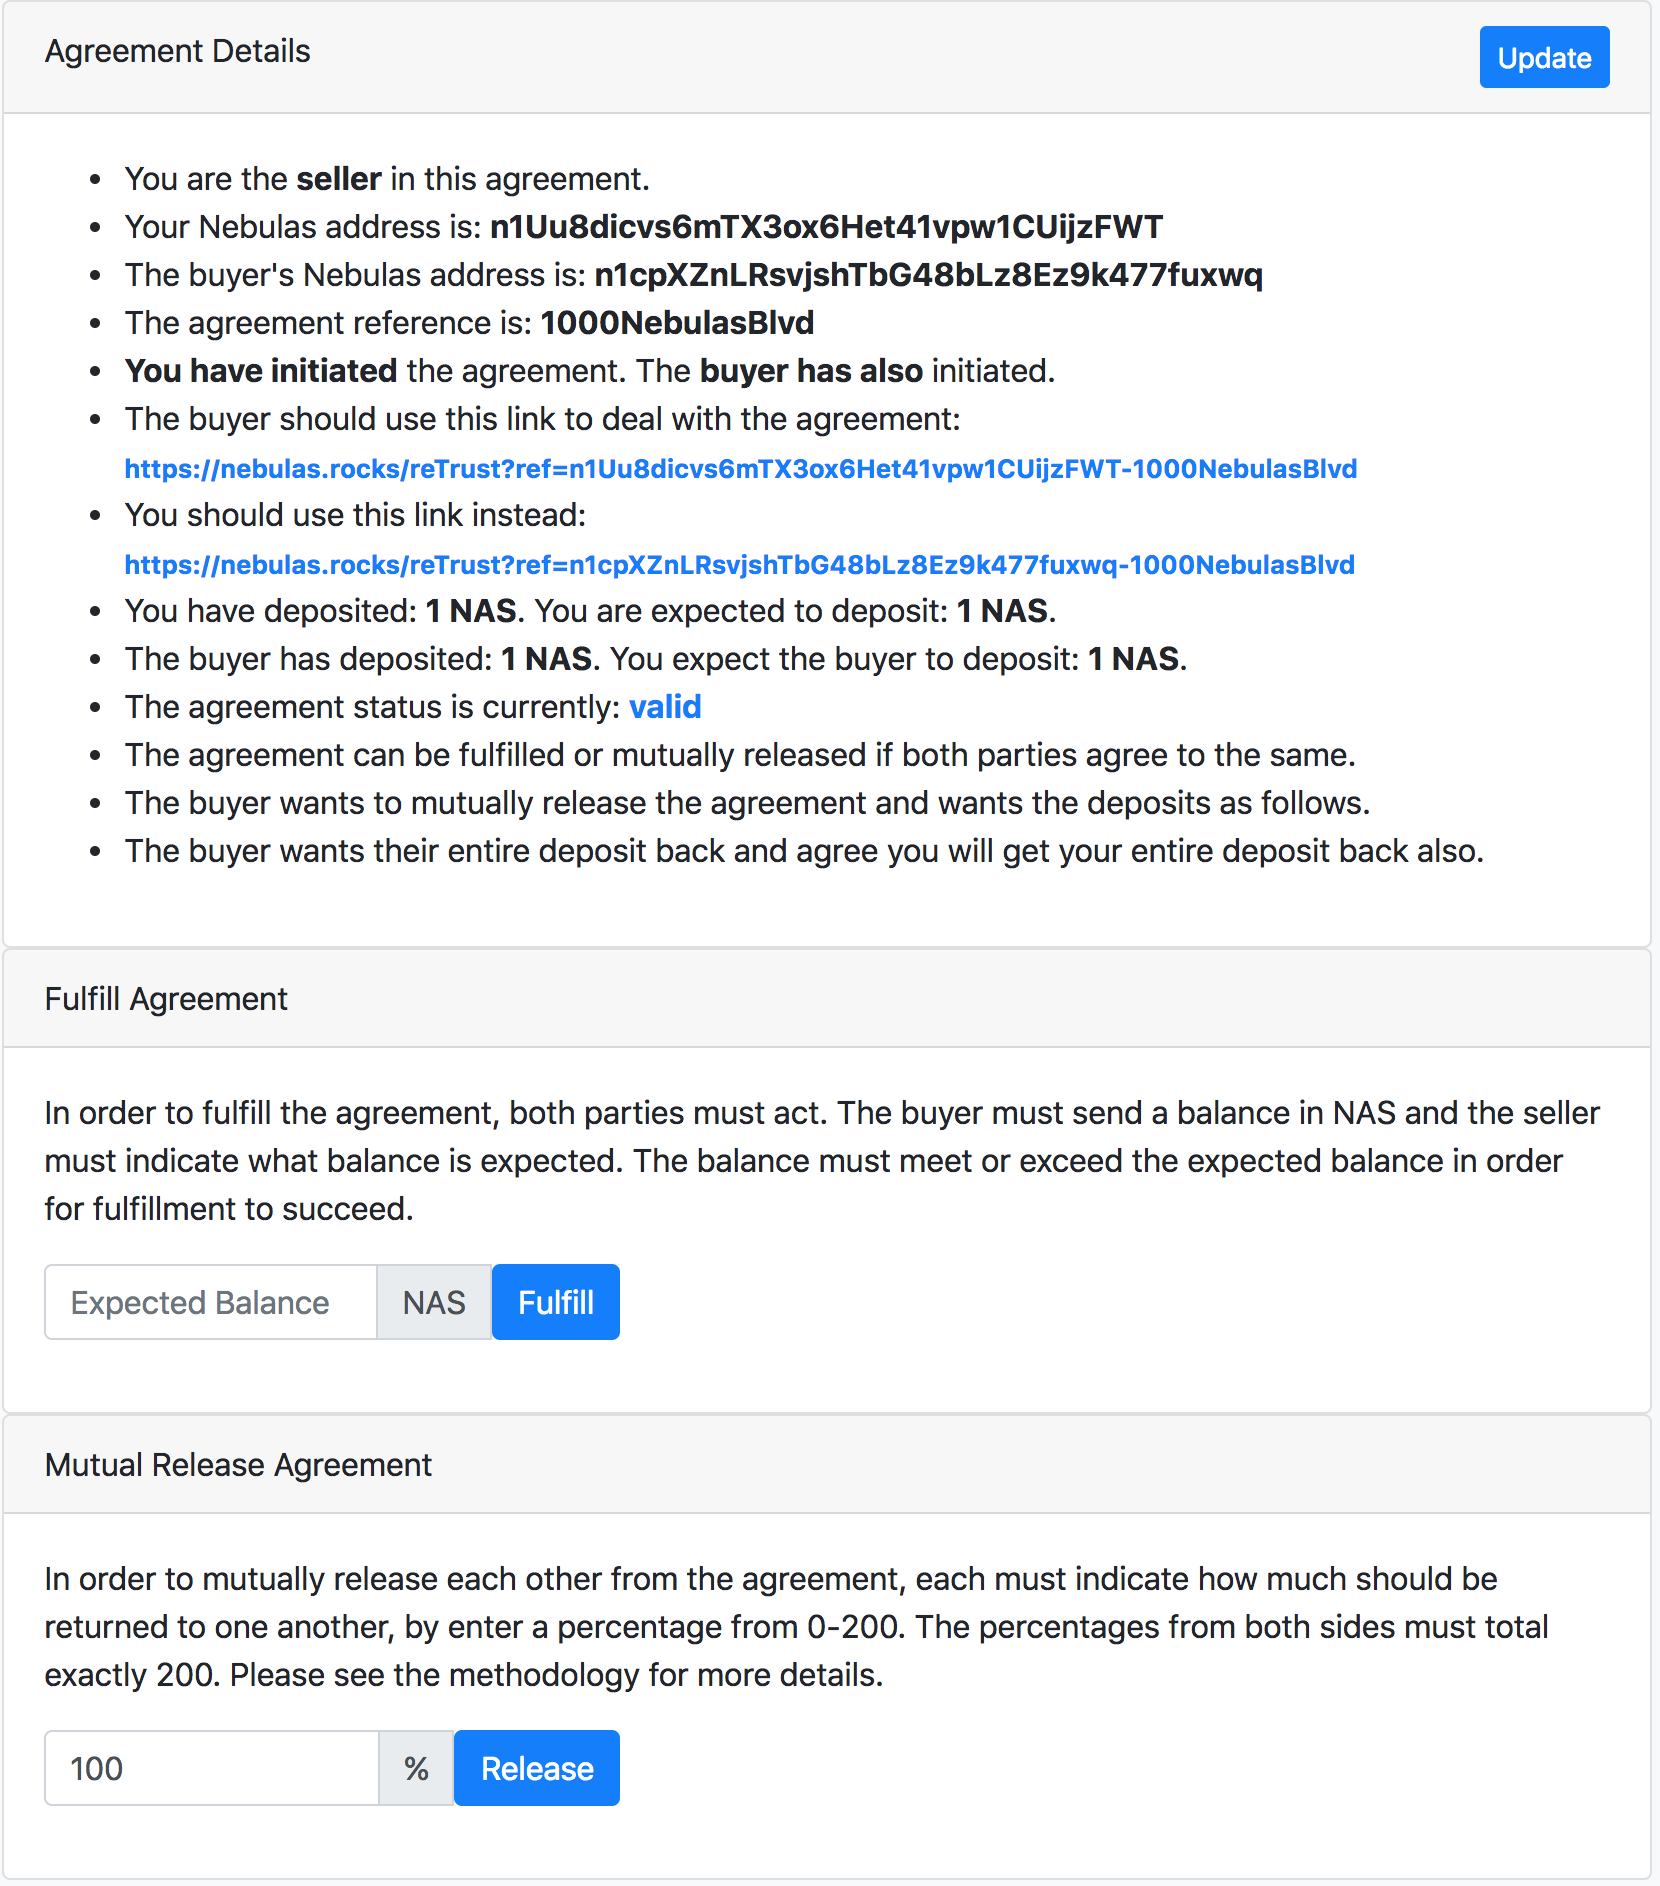 Agreement Details
Update
You are the seller in this agreement.
Your Nebulas address is: n1Uu8dicvs6mTX3ox6Het41vpw1CUijzFWT
The buyer's Nebulas address is: n1cpXZnLRsvjshTbG48bLz8Ez9k477fuxwq
The agreement reference is: 1000NebulasBlvd
You have initiated the agreement. The buyer has also initiated.
The buyer should use this link to deal with the agreement:
https://nebulas.rocks/reTrust?ref=n1Uu8dicvs6mTX3ox6Het41vpw1CUijzFWT-1000NebulasBlvd
You should use this link instead:
https://nebulas.rocks/reTrust?ref=n1cpXZnLRsvjshTbG48bLz8Ez9k477fuxwq-1000NebulasBlvd
You have deposited: 1 NAS. You are expected to deposit: 1 NAS.
The buyer has deposited: 1 NAS. You expect the buyer to deposit: 1 NAS.
The agreement status is currently: valid
The agreement can be fulfilled or mutually released if both parties agree to the same.
The buyer wants to mutually release the agreement and wants the deposits as follows.
The buyer wants their entire deposit back and agree you will get your entire deposit back also.
Fulfill Agreement
In order to fulfill the agreement, both parties must act. The buyer must send a balance in NAS and the seller
must indicate what balance is expected. The balance must meet or exceed the expected balance in order
for fulfillment to succeed.
Expected Balance NAS Fulfill
Mutual Release Agreement
In order to mutually release each other from the agreement, each must indicate how much should be
returned to one another, by enter a percentage from 0-200. The percentages from both sides must total
exactly 200. Please see the methodology for more details.
100 % Release